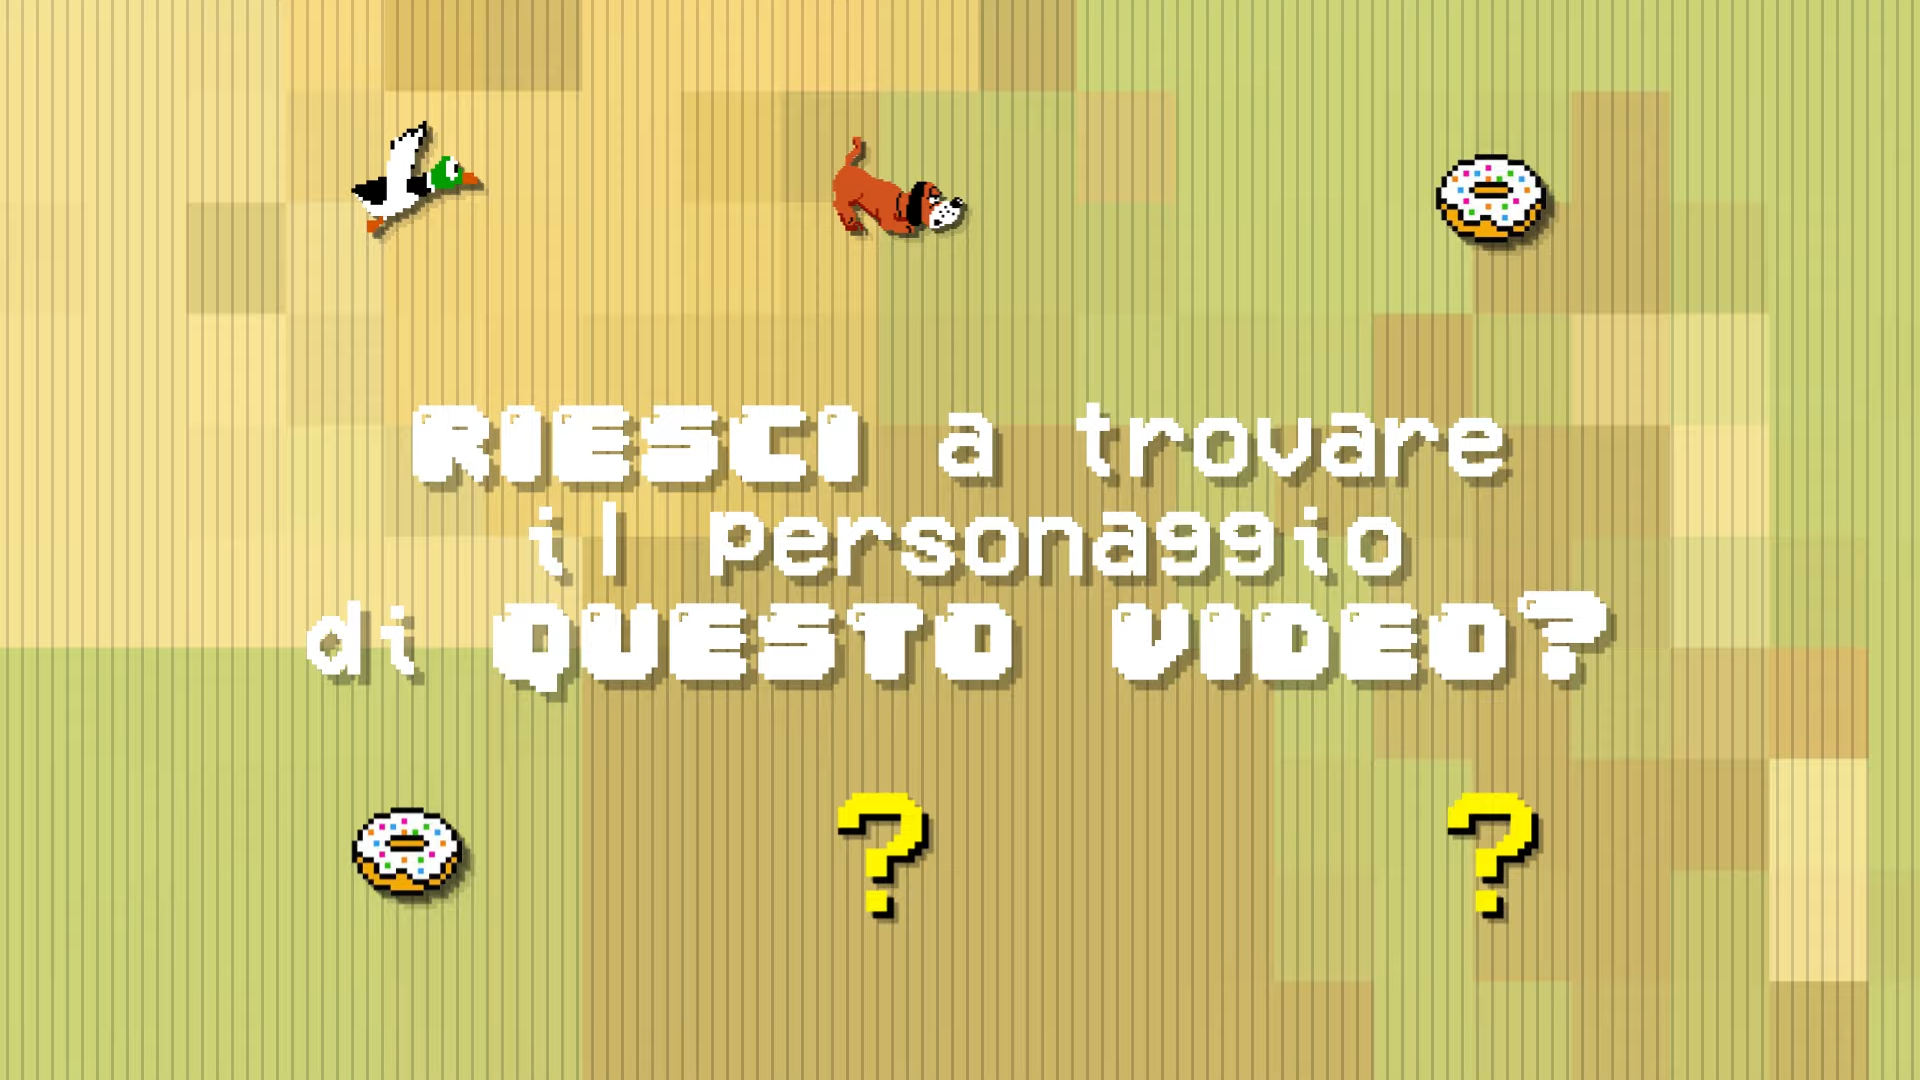 RIESCI a trovare
il personaggio
di QUESTO VIDEO?
? ?